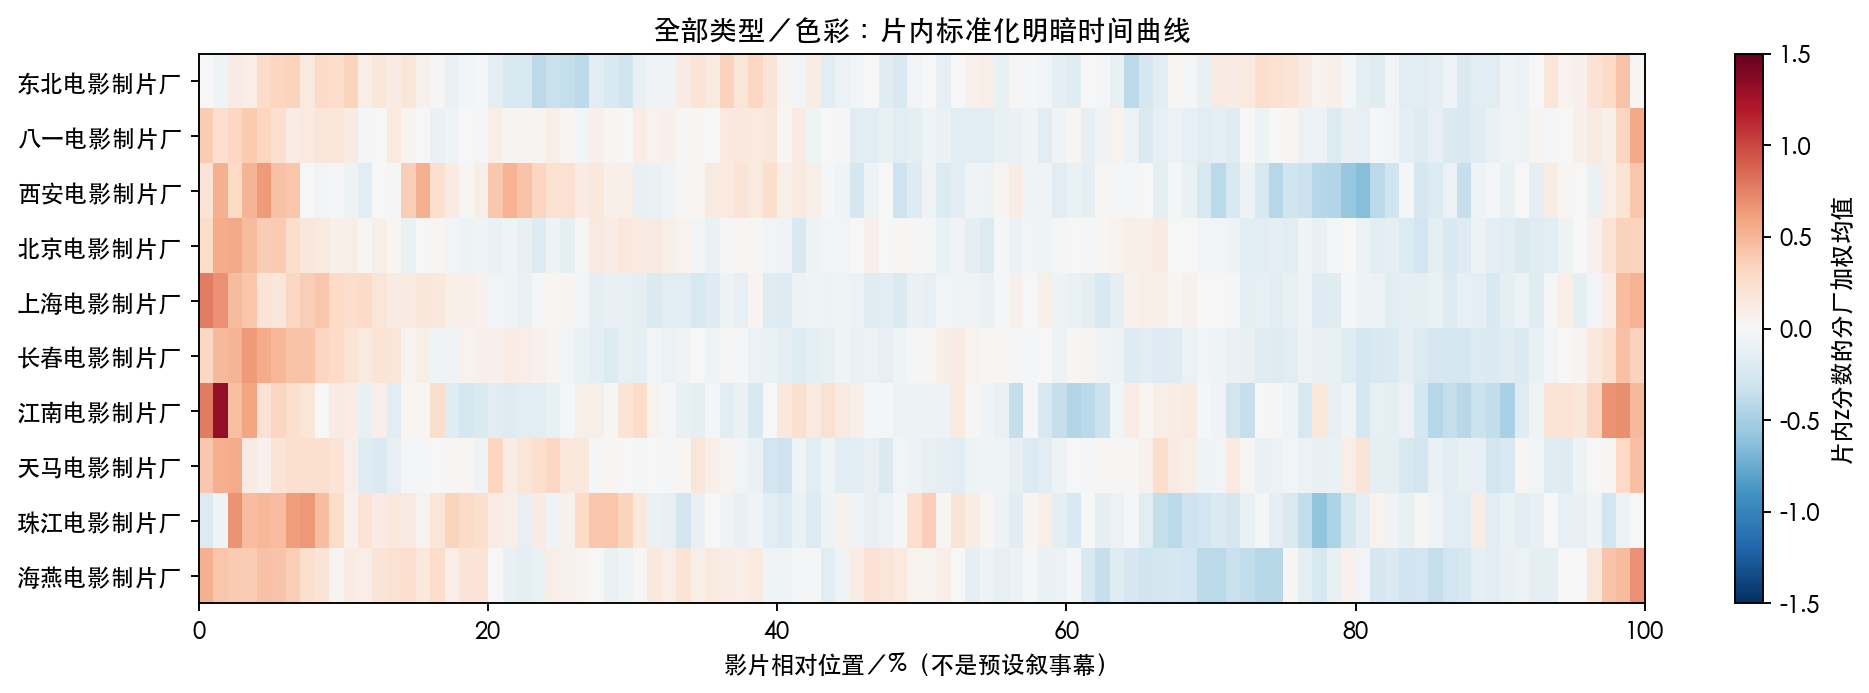 全部类型／色彩：片内标准化明暗时间曲线
东北电影制片厂
八一电影制片厂
西安电影制片厂
北京电影制片厂
上海电影制片厂
长春电影制片厂
江南电影制片厂
天马电影制片厂
珠江电影制片厂
海燕电影制片厂
0 20 40 60 80 100
影片相对位置／%（不是预设叙事幕）
1.5
1.0
0.5
0.0
-0.5
-1.0
-1.5
片内z分数的分厂加权均值